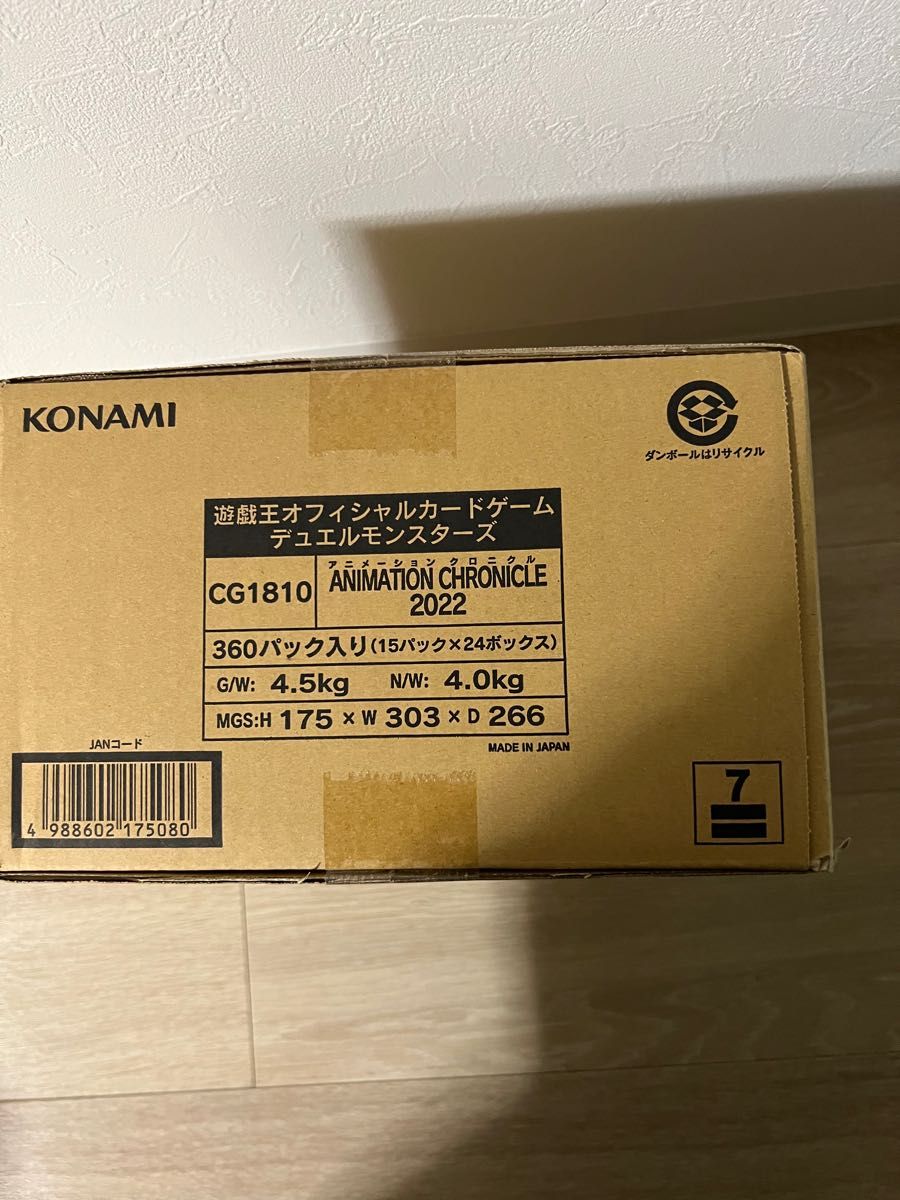 KONAMI
ダンボールはリサイクル
遊戯王オフィシャルカードゲーム
デュエルモンスターズ
CG1810
アニメーション クロニクル
ANIMATION CHRONICLE
2022
360パック入り(15パック×24ボックス)
G/W: 4.5kg N/W: 4.0kg
MGS:H 175 × W 303 × D 266
MADE IN JAPAN
JANコード
4 988602 175080
7